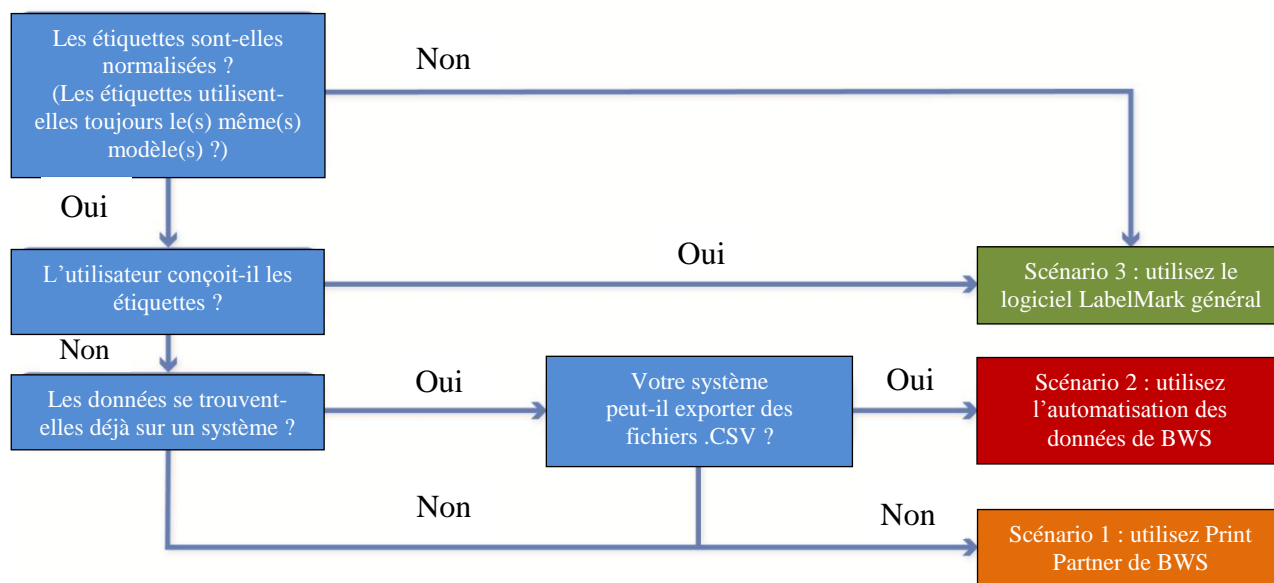 Les étiquettes sont-elles
normalisées ?
(Les étiquettes utilisent-
elles toujours le(s) même(s)
modèle(s) ?)
Non
Oui
L’utilisateur conçoit-il les
étiquettes ?
Oui
Scénario 3 : utilisez le
logiciel LabelMark général
Non
Les données se trouvent-
elles déjà sur un système ?
Oui
Votre système
peut-il exporter des
fichiers .CSV ?
Oui
Scénario 2 : utilisez
l’automatisation des
données de BWS
Non
Non
Scénario 1 : utilisez Print
Partner de BWS